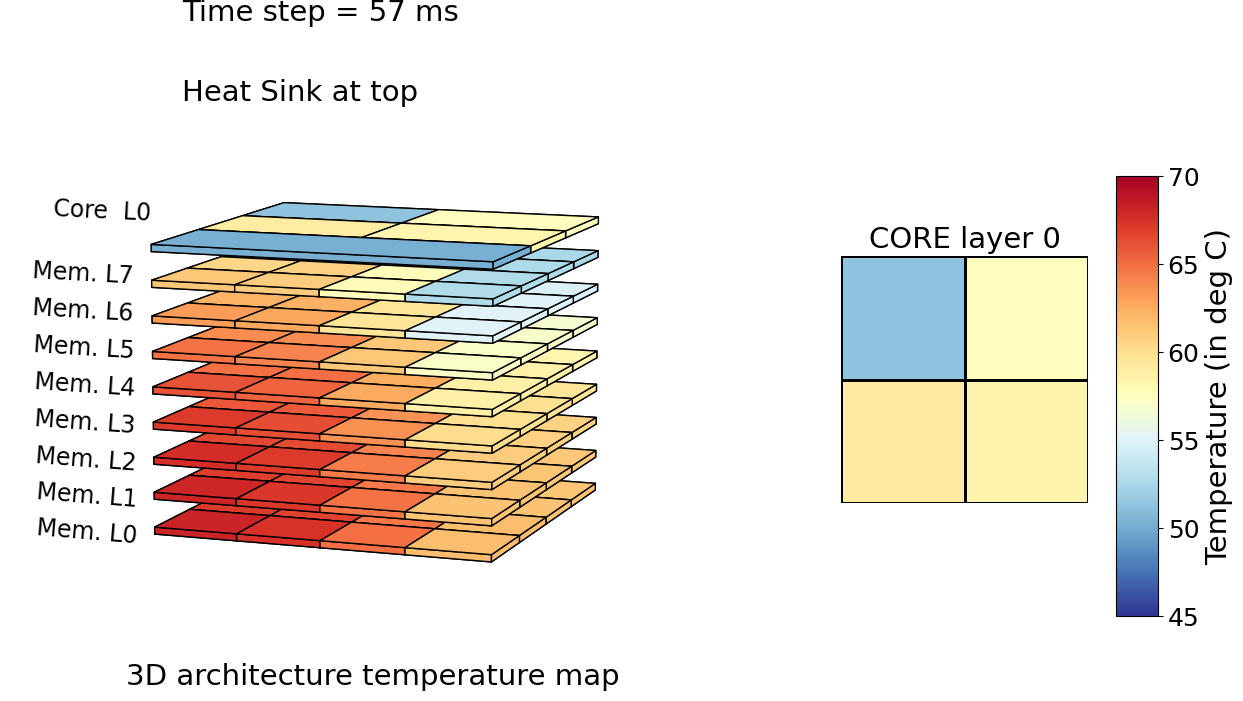 Time step = 57 ms
Heat Sink at top
Core  L0
Mem. L7
Mem. L6
Mem. L5
Mem. L4
Mem. L3
Mem. L2
Mem. L1
Mem. L0
3D architecture temperature map
CORE layer 0
70
65
60
55
50
45
Temperature (in deg C)